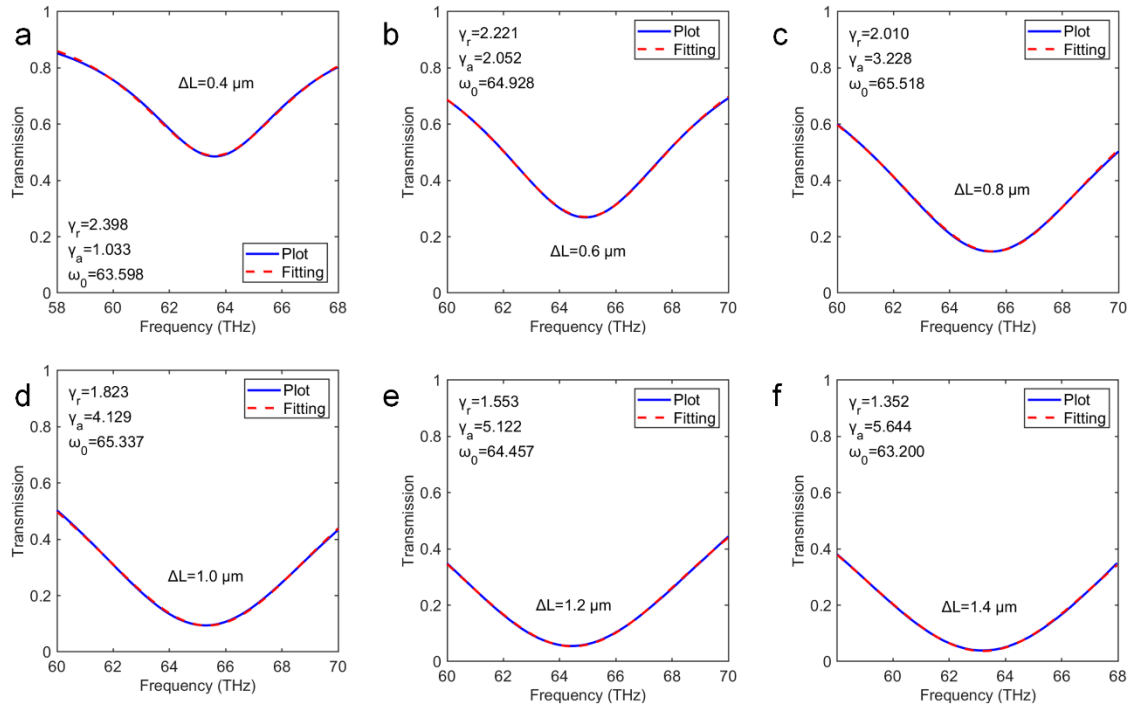 a
γr=2.398
γa=1.033
ω0=63.598
ΔL=0.4 μm
Plot
Fitting
Transmission
0
0.2
0.4
0.6
0.8
1
58
60
62
64
66
68
Frequency (THz)
b
γr=2.221
γa=2.052
ω0=64.928
ΔL=0.6 μm
Plot
Fitting
Transmission
0
0.2
0.4
0.6
0.8
1
60
62
64
66
68
70
Frequency (THz)
c
γr=2.010
γa=3.228
ω0=65.518
ΔL=0.8 μm
Plot
Fitting
Transmission
0
0.2
0.4
0.6
0.8
1
60
62
64
66
68
70
Frequency (THz)
d
γr=1.823
γa=4.129
ω0=65.337
ΔL=1.0 μm
Plot
Fitting
Transmission
0
0.2
0.4
0.6
0.8
1
60
62
64
66
68
70
Frequency (THz)
e
γr=1.553
γa=5.122
ω0=64.457
ΔL=1.2 μm
Plot
Fitting
Transmission
0
0.2
0.4
0.6
0.8
1
60
62
64
66
68
70
Frequency (THz)
f
γr=1.352
γa=5.644
ω0=63.200
ΔL=1.4 μm
Plot
Fitting
Transmission
0
0.2
0.4
0.6
0.8
1
60
62
64
66
68
Frequency (THz)